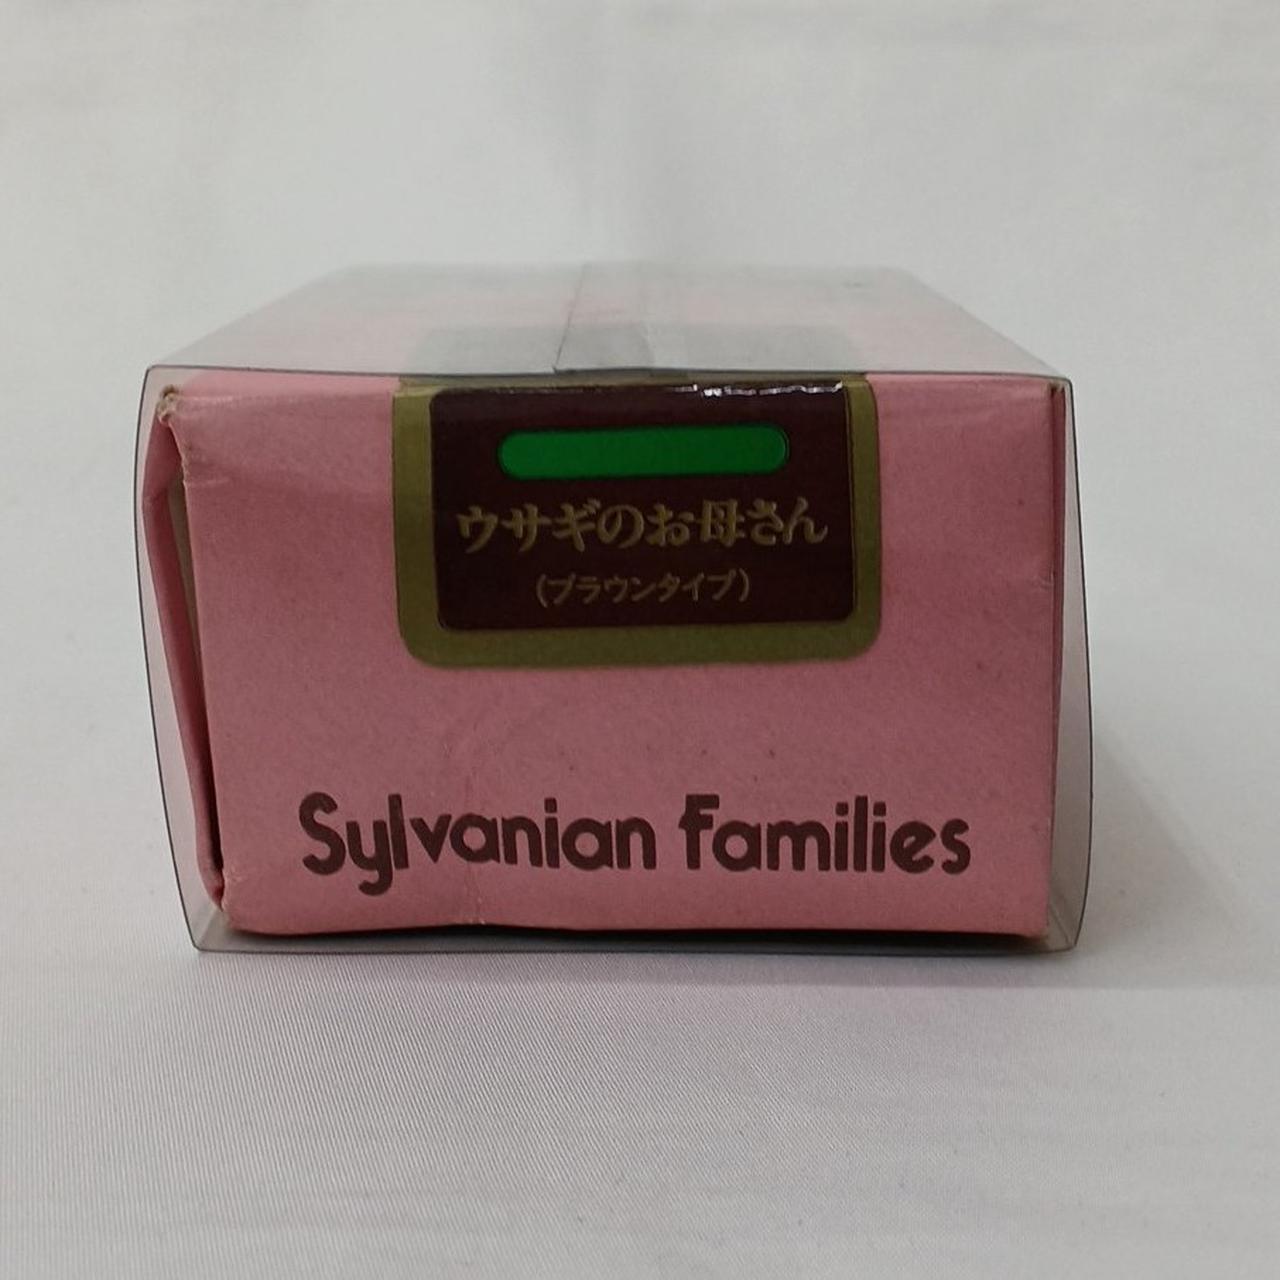 ウサギのお母さん
(ブラウンタイプ)
Sylvanian Families